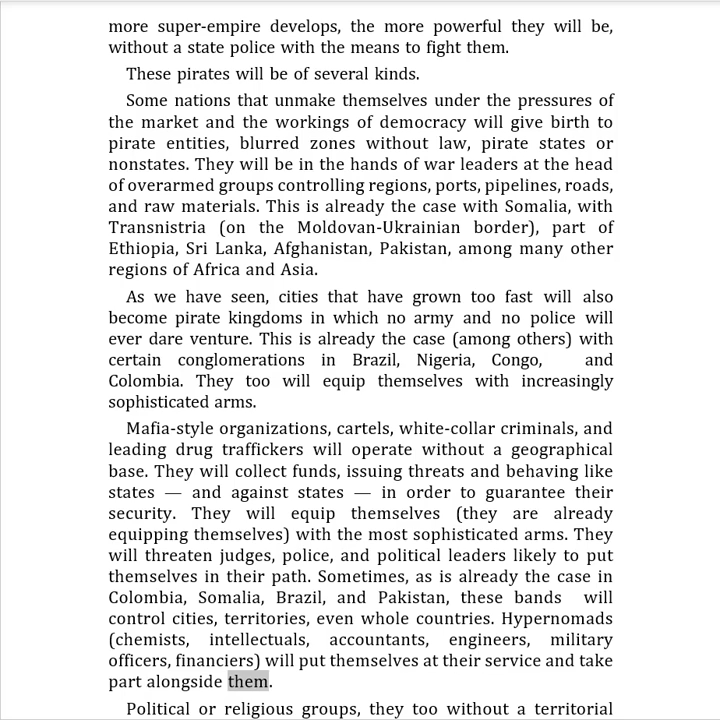 more super-empire develops, the more powerful they will be,
without a state police with the means to fight them.
These pirates will be of several kinds.
Some nations that unmake themselves under the pressures of
the market and the workings of democracy will give birth to
pirate entities, blurred zones without law, pirate states or
nonstates. They will be in the hands of war leaders at the head
of overarmed groups controlling regions, ports, pipelines, roads,
and raw materials. This is already the case with Somalia, with
Transnistria (on the Moldovan-Ukrainian border), part of
Ethiopia, Sri Lanka, Afghanistan, Pakistan, among many other
regions of Africa and Asia.
As we have seen, cities that have grown too fast will also
become pirate kingdoms in which no army and no police will
ever dare venture. This is already the case (among others) with
certain conglomerations in Brazil, Nigeria, Congo, and
Colombia. They too will equip themselves with increasingly
sophisticated arms.
Mafia-style organizations, cartels, white-collar criminals, and
leading drug traffickers will operate without a geographical
base. They will collect funds, issuing threats and behaving like
states — and against states — in order to guarantee their
security. They will equip themselves (they are already
equipping themselves) with the most sophisticated arms. They
will threaten judges, police, and political leaders likely to put
themselves in their path. Sometimes, as is already the case in
Colombia, Somalia, Brazil, and Pakistan, these bands will
control cities, territories, even whole countries. Hypernomads
(chemists, intellectuals, accountants, engineers, military
officers, financiers) will put themselves at their service and take
part alongside them.
Political or religious groups, they too without a territorial